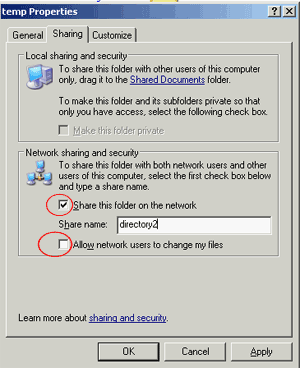 temp Properties
General Sharing Customize
Local sharing and security
To share this folder with other users of this computer
only, drag it to the Shared Documents folder.
To make this folder and its subfolders private so that
only you have access, select the following check box.
Make this folder private
Network sharing and security
To share this folder with both network users and other
users of this computer, select the first check box below
and type a share name.
Share this folder on the network
Share name: directory2
Allow network users to change my files
Learn more about sharing and security.
OK Cancel Apply